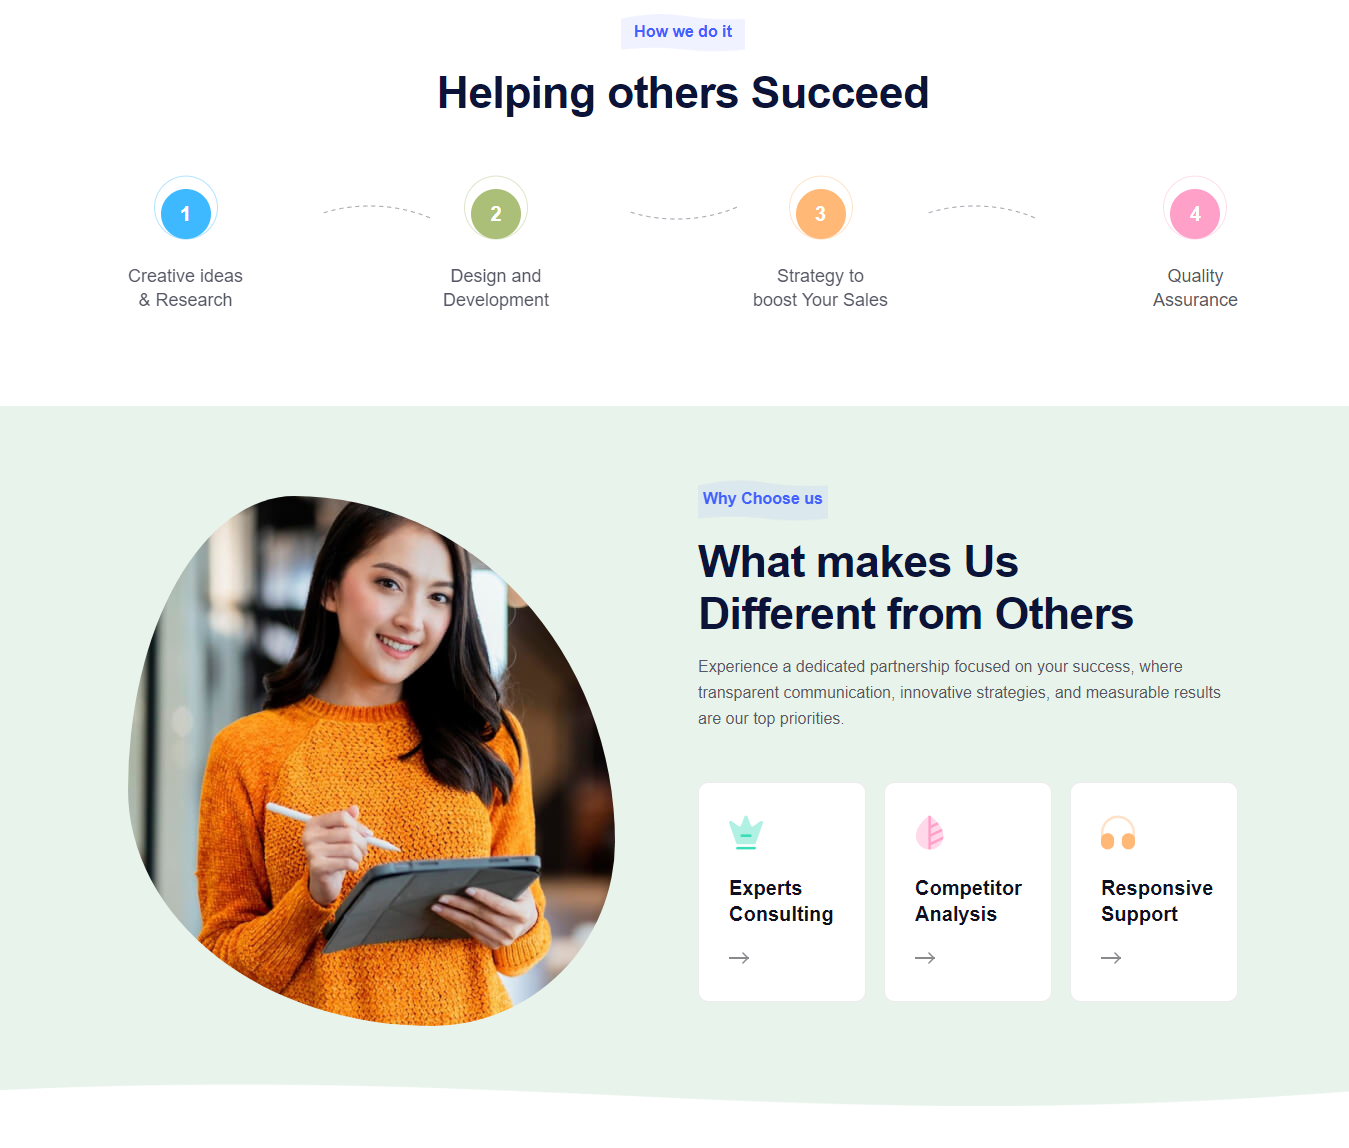 How we do it
Helping others Succeed
1
2
3
4
Creative ideas
& Research
Design and
Development
Strategy to
boost Your Sales
Quality
Assurance
Why Choose us
What makes Us
Different from Others
Experience a dedicated partnership focused on your success, where
transparent communication, innovative strategies, and measurable results
are our top priorities.
Experts
Consulting
Competitor
Analysis
Responsive
Support